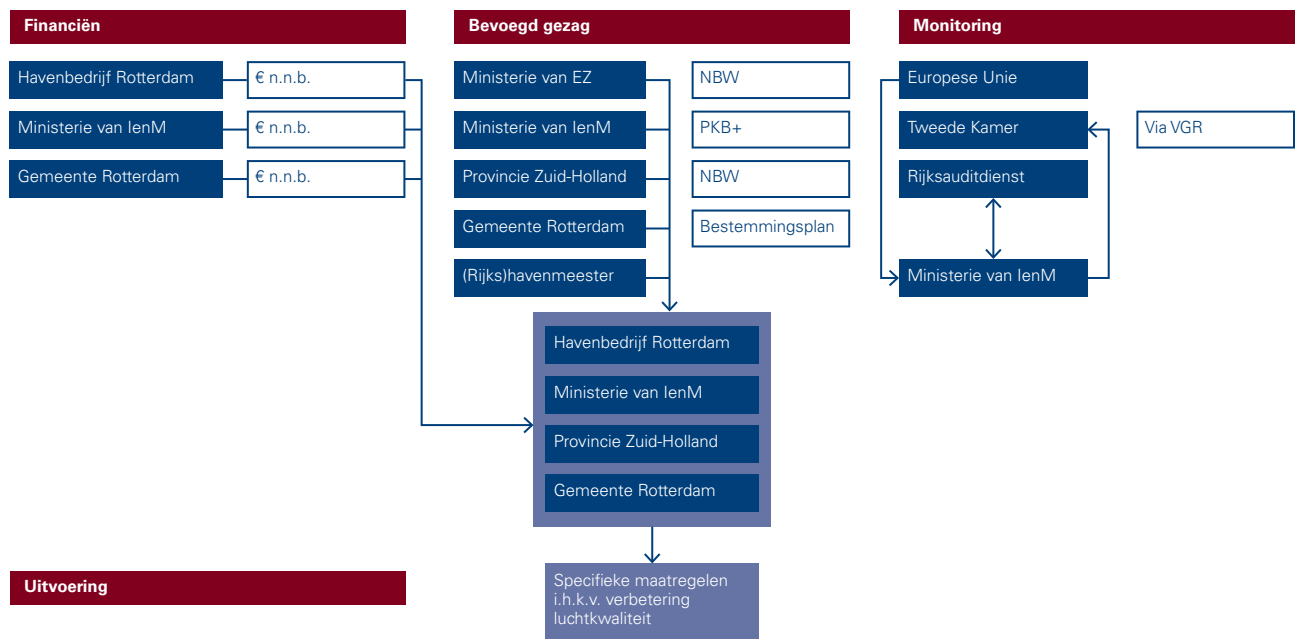 Financiën
Havenbedrijf Rotterdam
€ n.n.b.
Ministerie van IenM
€ n.n.b.
Gemeente Rotterdam
€ n.n.b.
Bevoegd gezag
Ministerie van EZ
NBW
Ministerie van IenM
PKB+
Provincie Zuid-Holland
NBW
Gemeente Rotterdam
Bestemmingsplan
(Rijks)havenmeester
Monitoring
Europese Unie
Tweede Kamer
Via VGR
Rijksauditdienst
Ministerie van IenM
Havenbedrijf Rotterdam
Ministerie van IenM
Provincie Zuid-Holland
Gemeente Rotterdam
Uitvoering
Specifieke maatregelen
i.h.k.v. verbetering
luchtkwaliteit